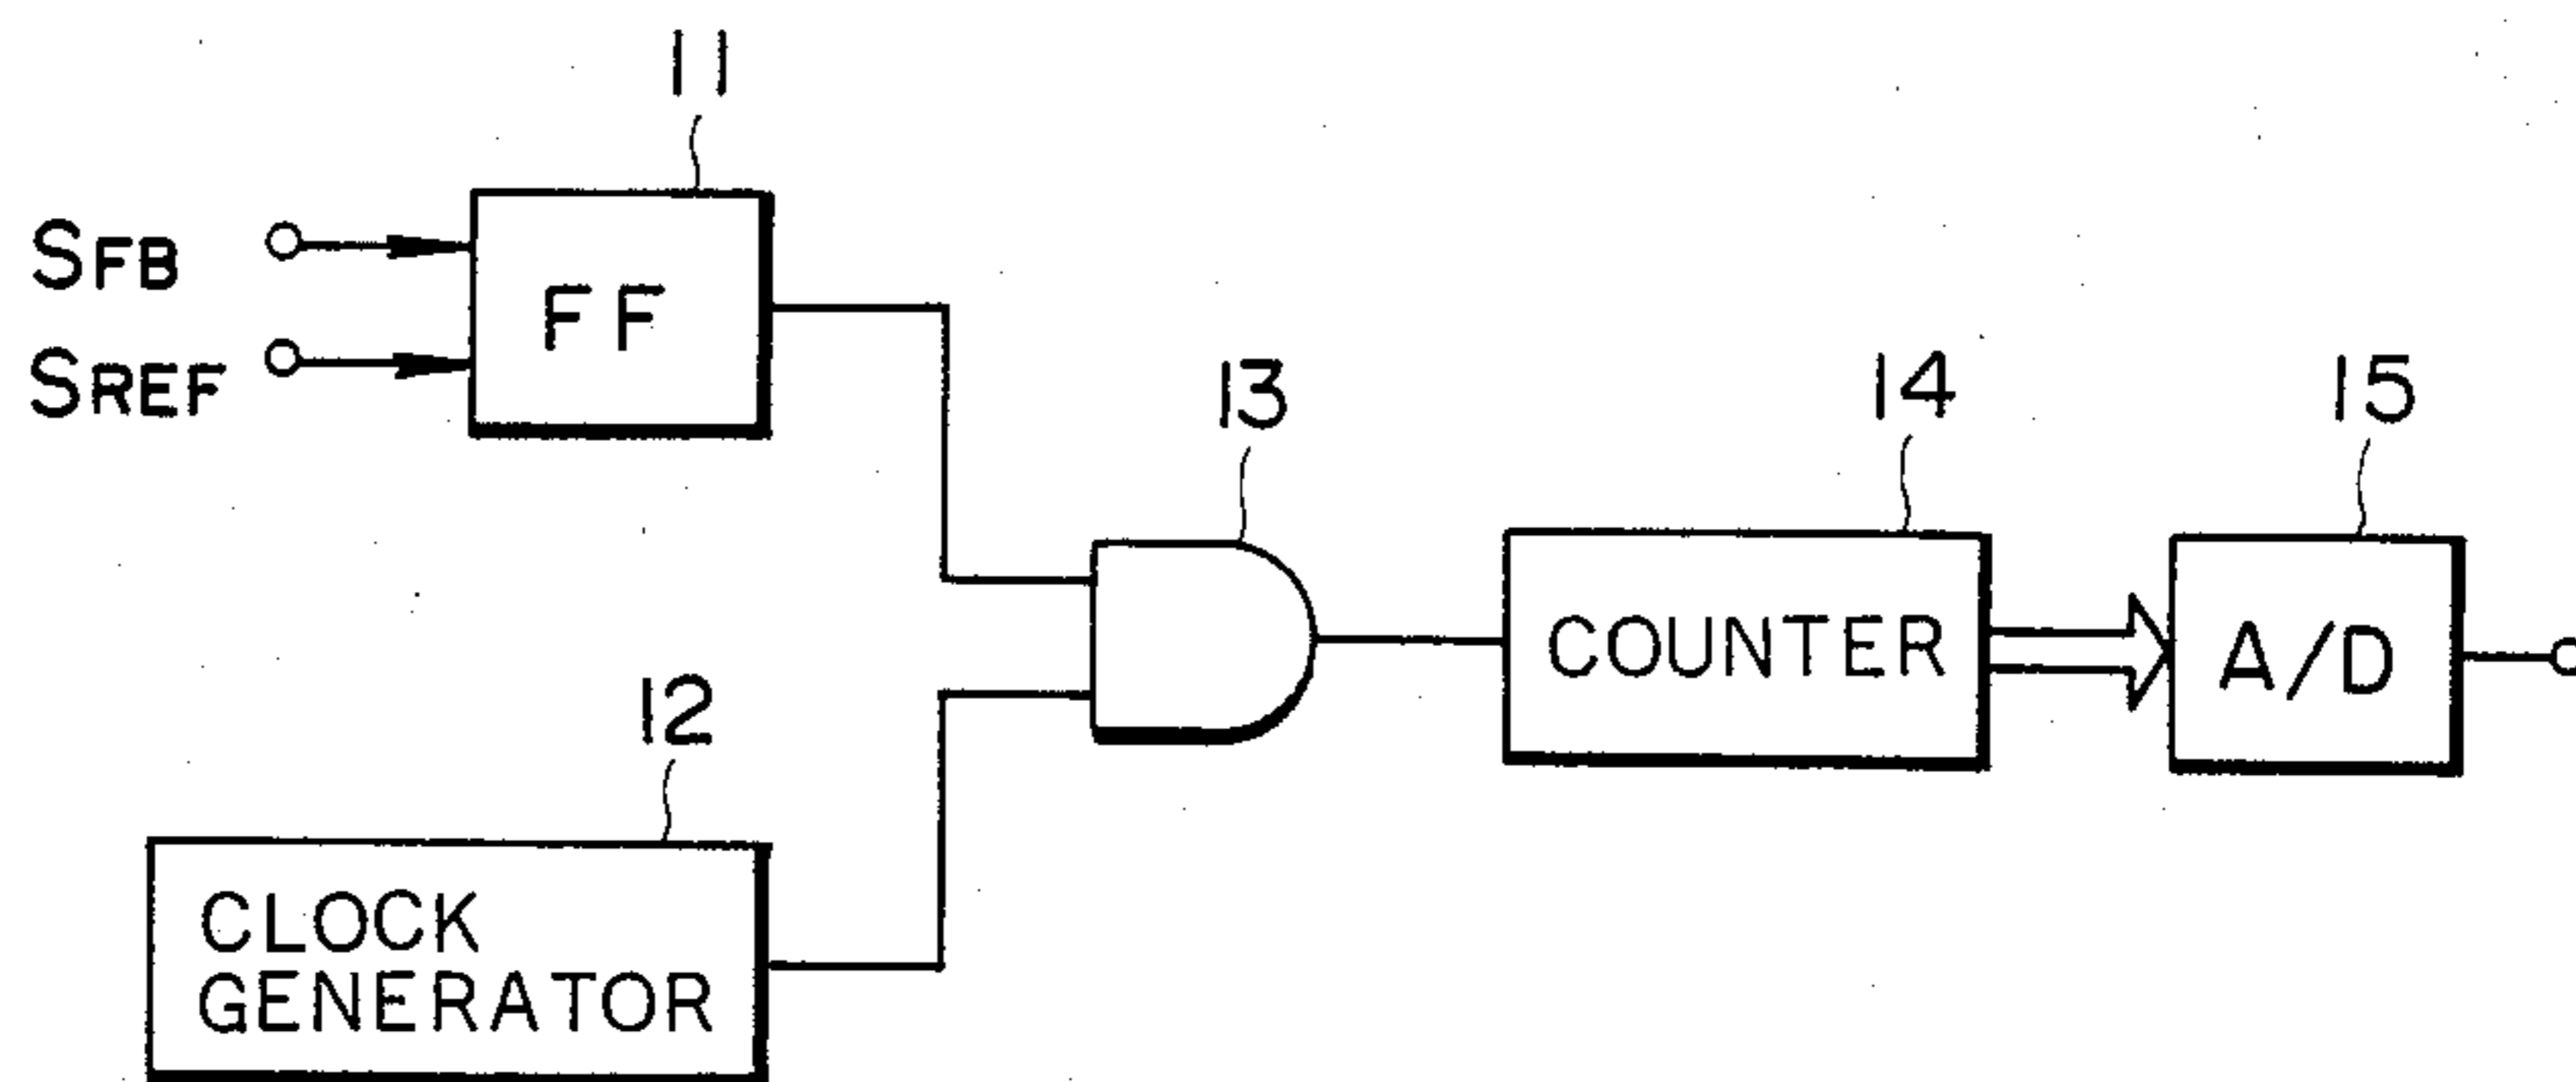 11
SFB
FF
SREF
13
14
15
12
COUNTER
A/D
CLOCK
GENERATOR